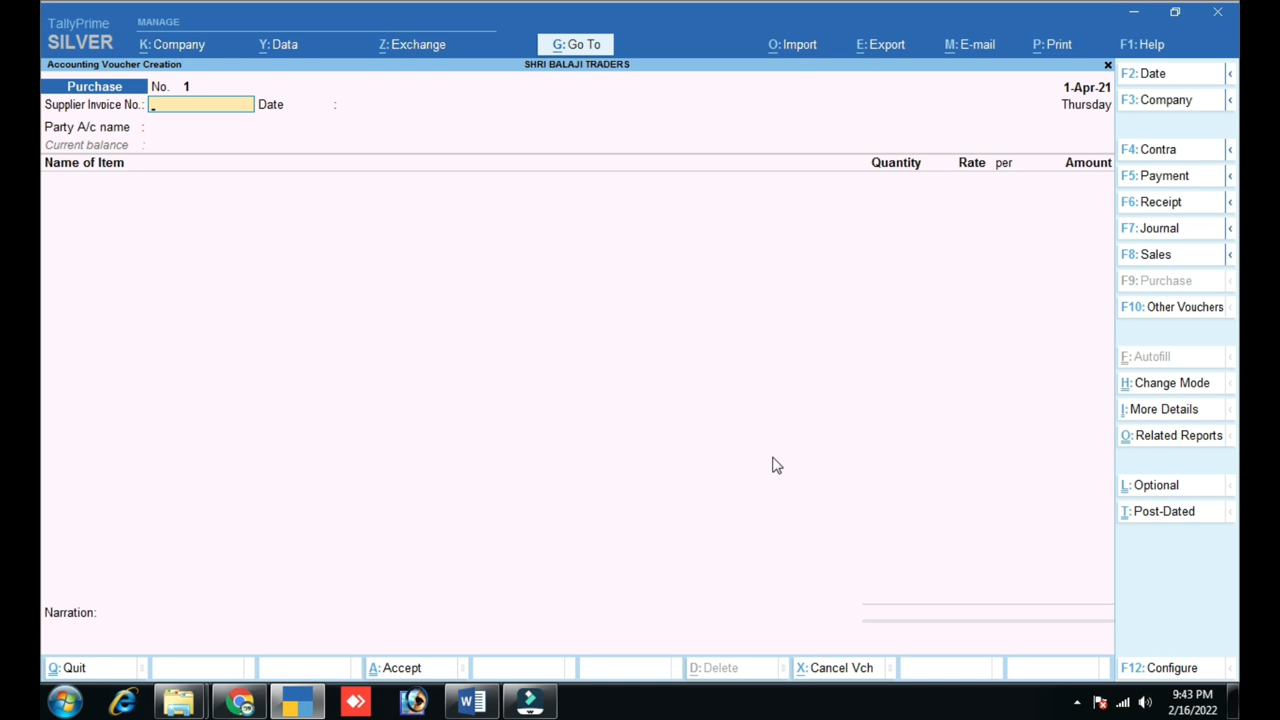 TallyPrime
SILVER
MANAGE
K: Company
Y: Data
Z: Exchange
G: Go To
O: Import
E: Export
M: E-mail
P: Print
F1: Help
Accounting Voucher Creation
SHRI BALAJI TRADERS
x
Purchase No. 1
1-Apr-21
Supplier Invoice No.: Date :
Thursday
Party A/c name :
Current balance :
Name of Item Quantity Rate per Amount
Narration:
F2: Date
F3: Company
F4: Contra
F5: Payment
F6: Receipt
F7: Journal
F8: Sales
F9: Purchase
F10: Other Vouchers
F: Autofill
H: Change Mode
I: More Details
O: Related Reports
L: Optional
T: Post-Dated
Q: Quit
A: Accept
D: Delete
X: Cancel Vch
F12: Configure
9:43 PM
2/16/2022